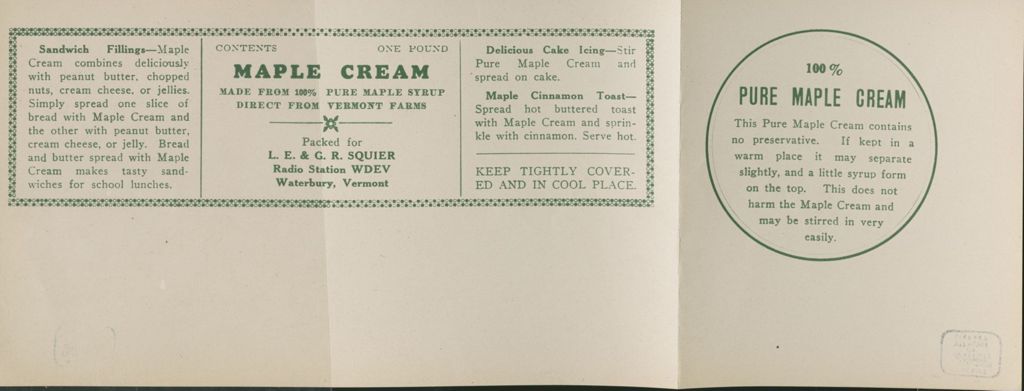 Sandwich Fillings—Maple
Cream combines deliciously
with peanut butter, chopped
nuts, cream cheese, or jellies.
Simply spread one slice of
bread with Maple Cream and
the other with peanut butter,
cream cheese, or jelly. Bread
and butter spread with Maple
Cream makes tasty sand-
wiches for school lunches.
CONTENTS ONE POUND
MAPLE CREAM
MADE FROM 100% PURE MAPLE SYRUP
DIRECT FROM VERMONT FARMS
Packed for
L. E. & G. R. SQUIER
Radio Station WDEV
Waterbury, Vermont
Delicious Cake Icing—Stir
Pure Maple Cream and
spread on cake.
Maple Cinnamon Toast—
Spread hot buttered toast
with Maple Cream and sprin-
kle with cinnamon. Serve hot.
KEEP TIGHTLY COVER-
ED AND IN COOL PLACE.
100%
PURE MAPLE CREAM
This Pure Maple Cream contains
no preservative. If kept in a
warm place it may separate
slightly, and a little syrup form
on the top. This does not
harm the Maple Cream and
may be stirred in very
easily.